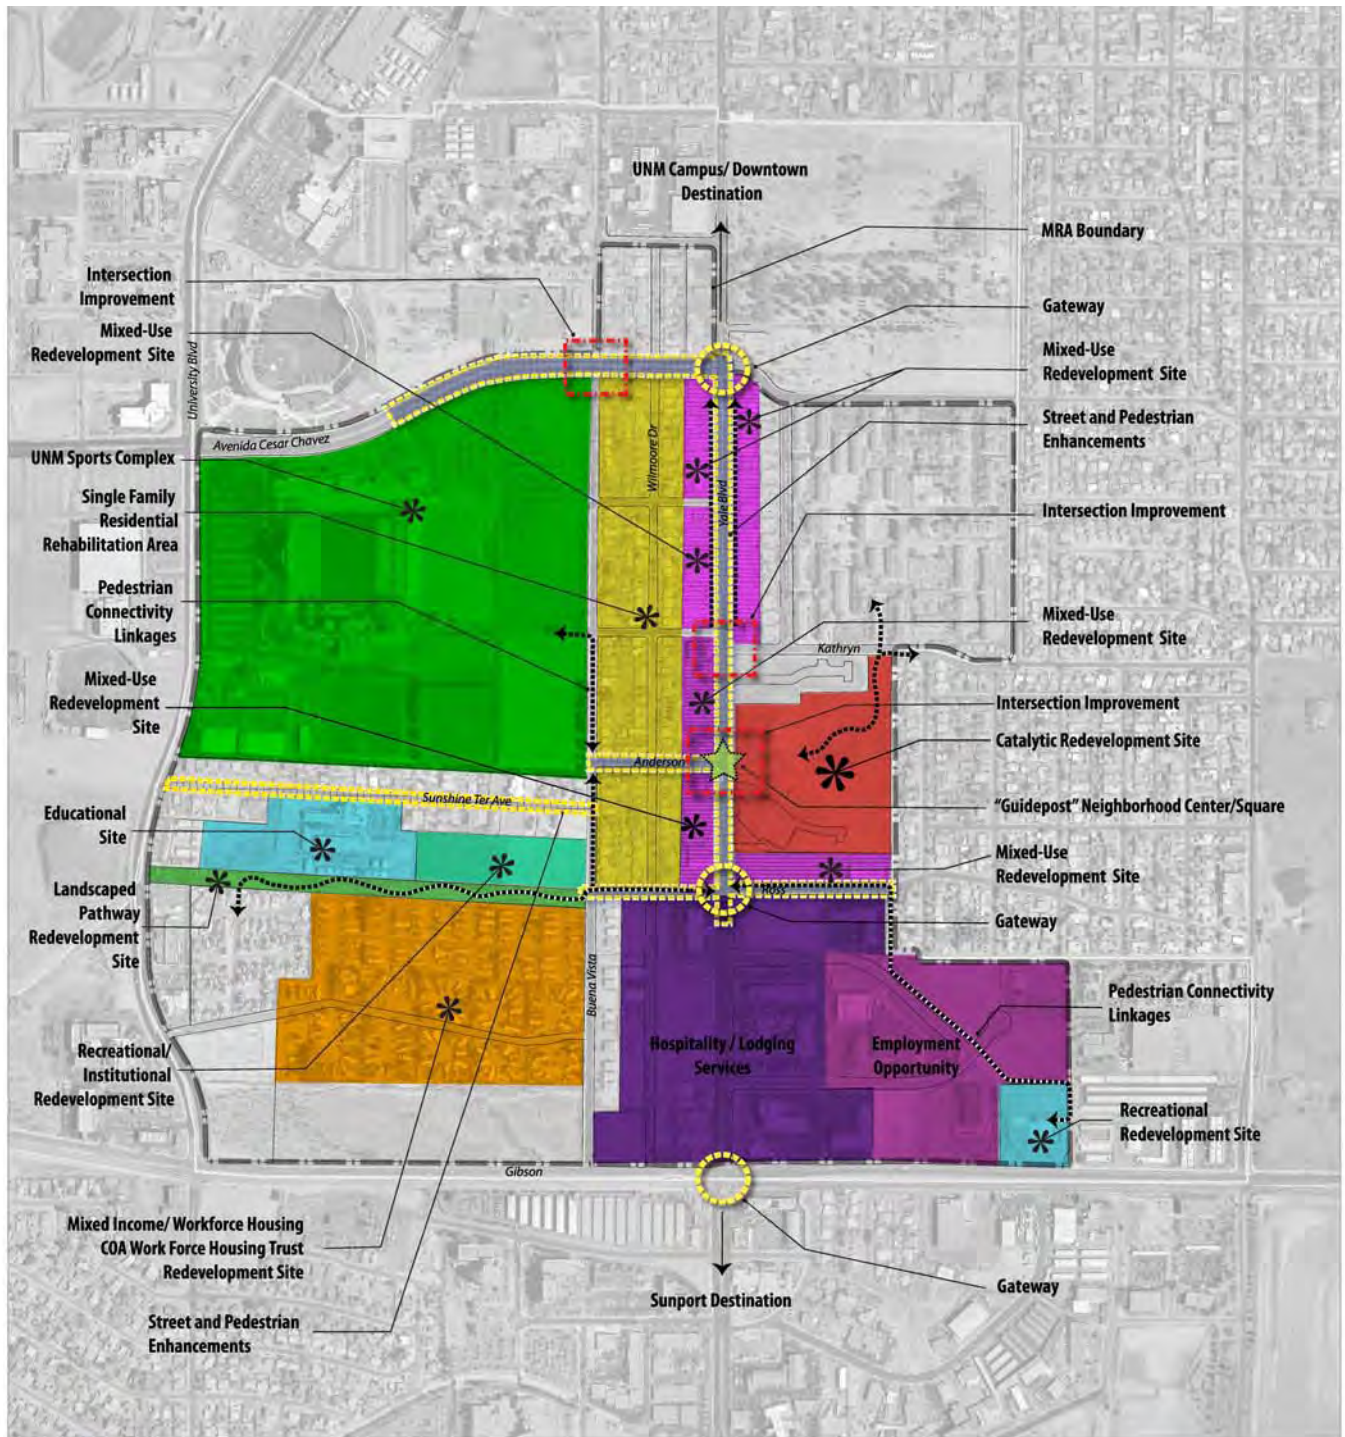 UNM Campus/ Downtown
Destination
MRA Boundary
Intersection
Improvement
Gateway
Mixed-Use
Redevelopment Site
Mixed-Use
Redevelopment Site
University Blvd
Avenida Cesar Chavez
Wilmoore Dr
Yale Blvd
Street and Pedestrian
Enhancements
UNM Sports Complex
Single Family
Residential
Rehabilitation Area
Intersection Improvement
Pedestrian
Connectivity
Linkages
Mixed-Use
Redevelopment Site
Kathryn
Mixed-Use
Redevelopment
Site
Intersection Improvement
Catalytic Redevelopment Site
Anderson
Sunshine Ter Ave
"Guidepost" Neighborhood Center/Square
Educational
Site
Mixed-Use
Redevelopment Site
Ross
Landscaped
Pathway
Redevelopment
Site
Gateway
Buena Vista
Pedestrian Connectivity
Linkages
Hospitality / Lodging
Services
Employment
Opportunity
Recreational/
Institutional
Redevelopment Site
Recreational
Redevelopment Site
Gibson
Mixed Income/ Workforce Housing
COA Work Force Housing Trust
Redevelopment Site
Gateway
Sunport Destination
Street and Pedestrian
Enhancements